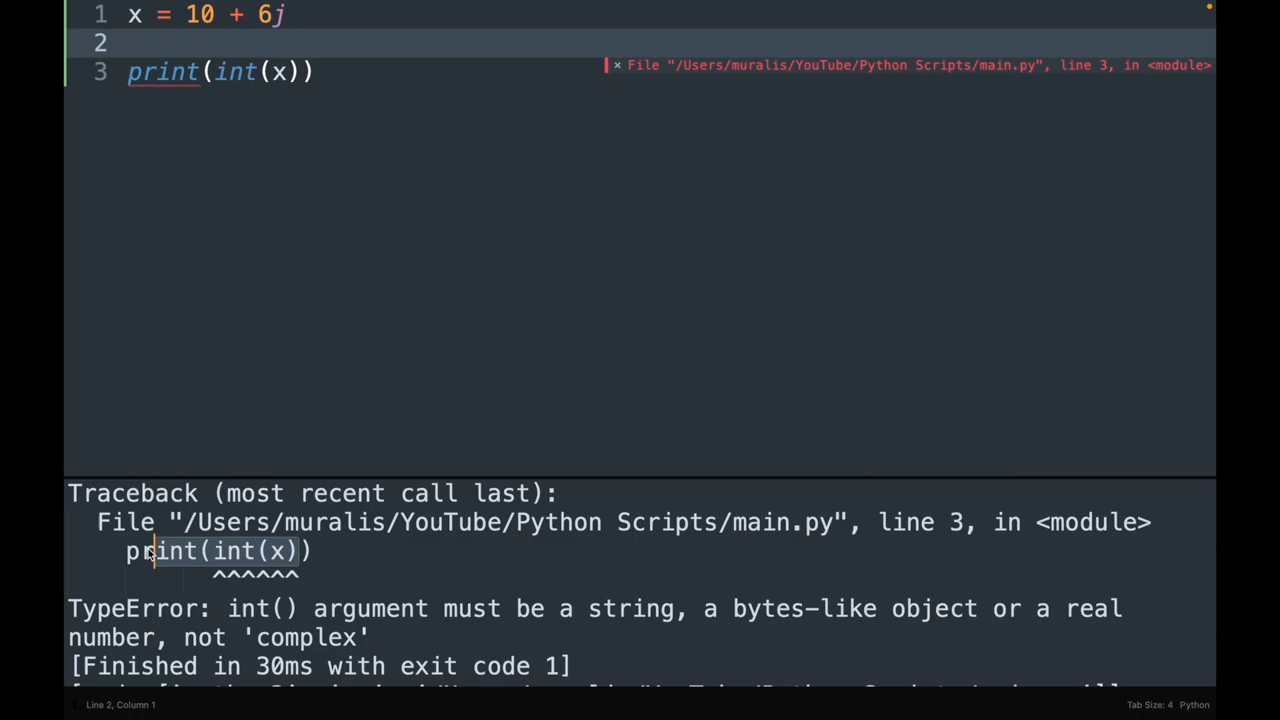 1 x = 10 + 6j
2
3 print(int(x))
× File "/Users/muralis/YouTube/Python Scripts/main.py", line 3, in <module>
Traceback (most recent call last):
File "/Users/muralis/YouTube/Python Scripts/main.py", line 3, in <module>
print(int(x))
^^^^^^
TypeError: int() argument must be a string, a bytes-like object or a real
number, not 'complex'
[Finished in 30ms with exit code 1]
Line 2, Column 1
Tab Size: 4 Python